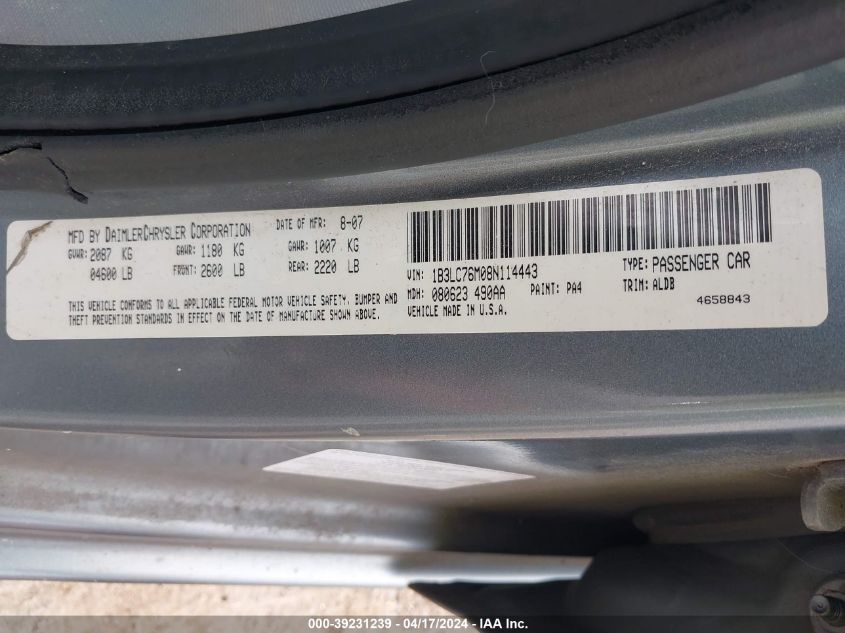 MFD BY DAIMLERCHRYSLER CORPORATION DATE OF MFR: 8-07
GVWR: 2087 KG GAWR: 1180 KG GAWR: 1007 KG
04600 LB FRONT: 2600 LB REAR: 2220 LB
THIS VEHICLE CONFORMS TO ALL APPLICABLE FEDERAL MOTOR VEHICLE SAFETY, BUMPER AND
THEFT PREVENTION STANDARDS IN EFFECT ON THE DATE OF MANUFACTURE SHOWN ABOVE.
VIN: 1B3LC76M08N114443 TYPE: PASSENGER CAR
MDH: 080623 490AA PAINT: PA4 TRIM: ALDB
VEHICLE MADE IN U.S.A. 4658843
000-39231239 - 04/17/2024 - IAA Inc.